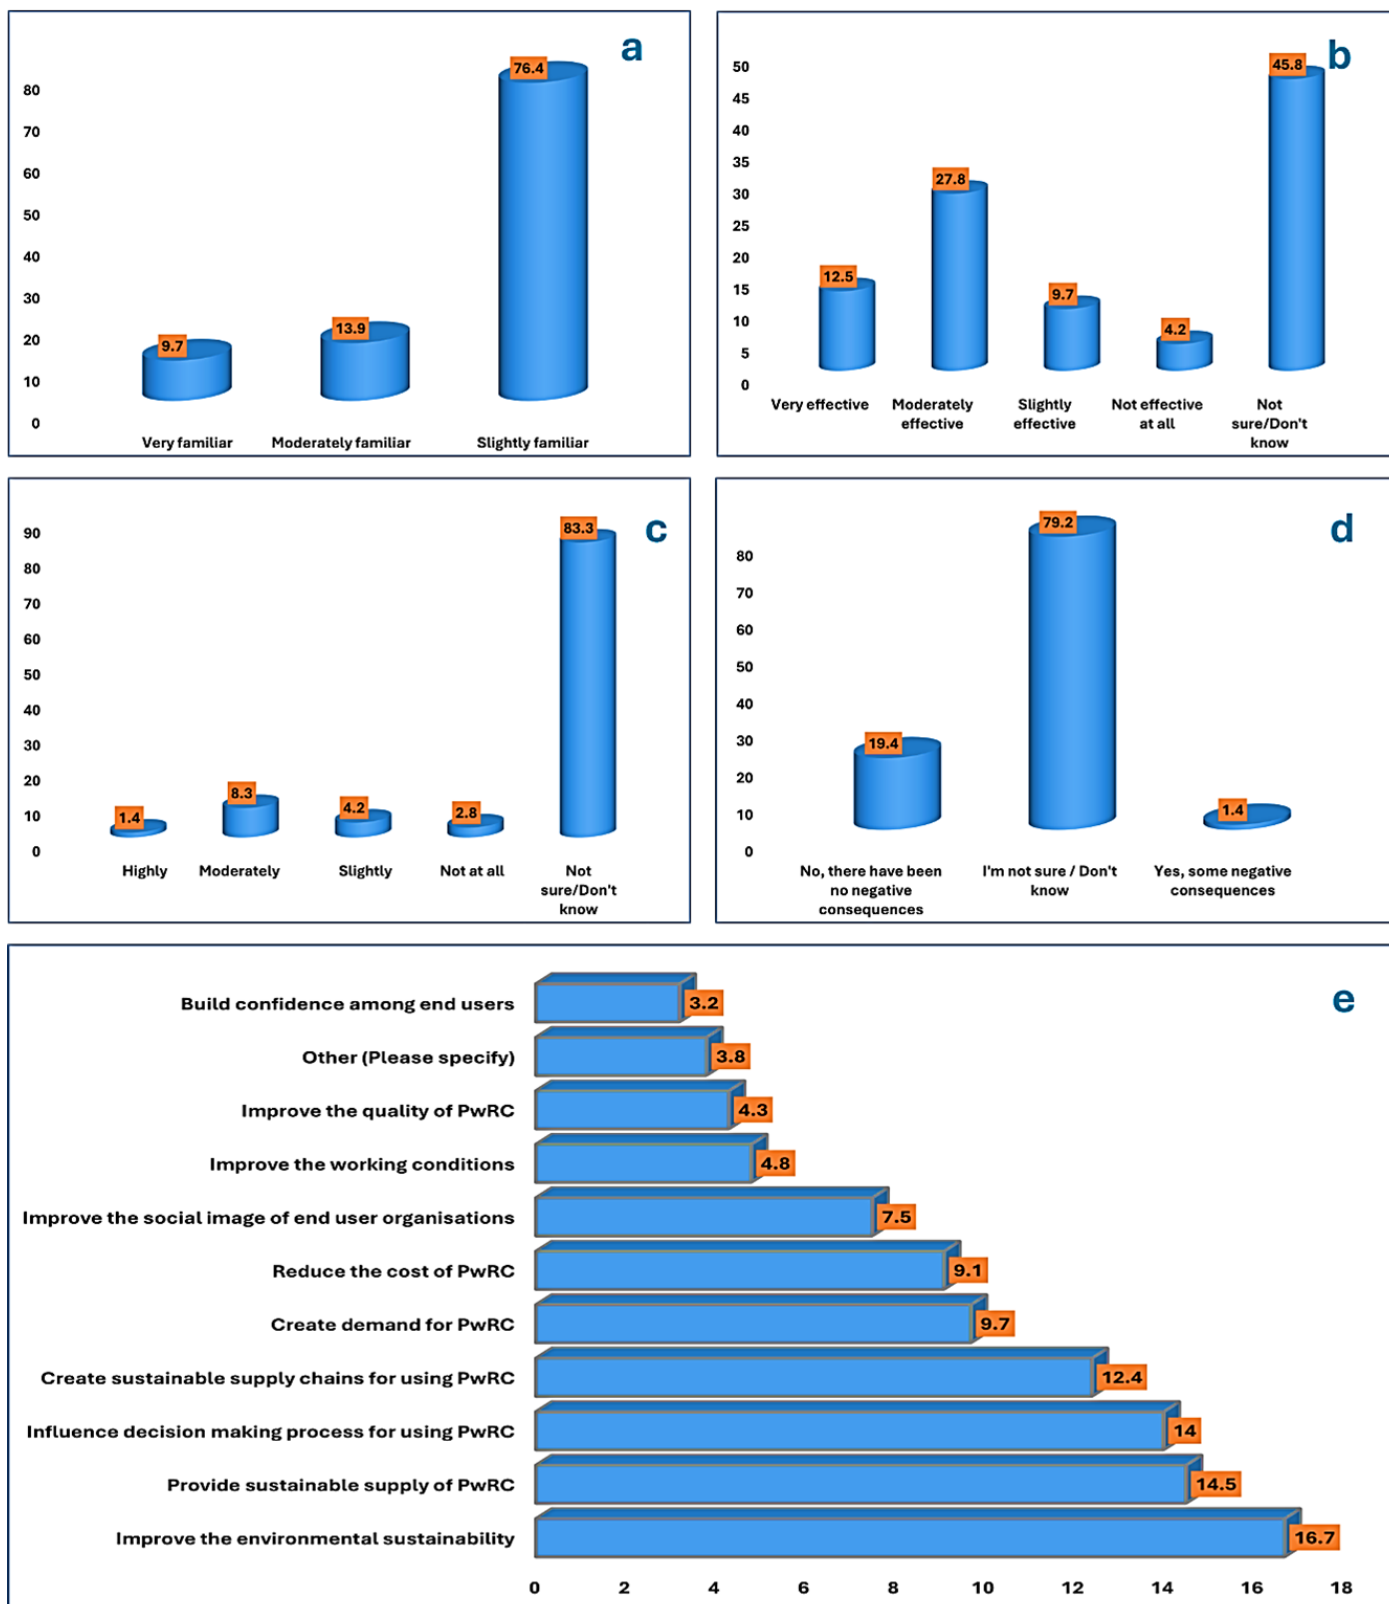 a
80
70
60
50
40
30
20
10
0
76.4
13.9
9.7
Very familiar
Moderately familiar
Slightly familiar
b
50
45
40
35
30
25
20
15
10
5
0
12.5
27.8
9.7
4.2
45.8
Very effective
Moderately
effective
Slightly
effective
Not effective
at all
Not
sure/Don't
know
c
90
80
70
60
50
40
30
20
10
0
1.4
8.3
4.2
2.8
83.3
Highly
Moderately
Slightly
Not at all
Not
sure/Don't
know
d
80
70
60
50
40
30
20
10
0
19.4
79.2
1.4
No, there have been
no negative
consequences
I'm not sure / Don't
know
Yes, some negative
consequences
e
Build confidence among end users 3.2
Other (Please specify) 3.8
Improve the quality of PwRC 4.3
Improve the working conditions 4.8
Improve the social image of end user organisations 7.5
Reduce the cost of PwRC 9.1
Create demand for PwRC 9.7
Create sustainable supply chains for using PwRC 12.4
Influence decision making process for using PwRC 14
Provide sustainable supply of PwRC 14.5
Improve the environmental sustainability 16.7
0 2 4 6 8 10 12 14 16 18